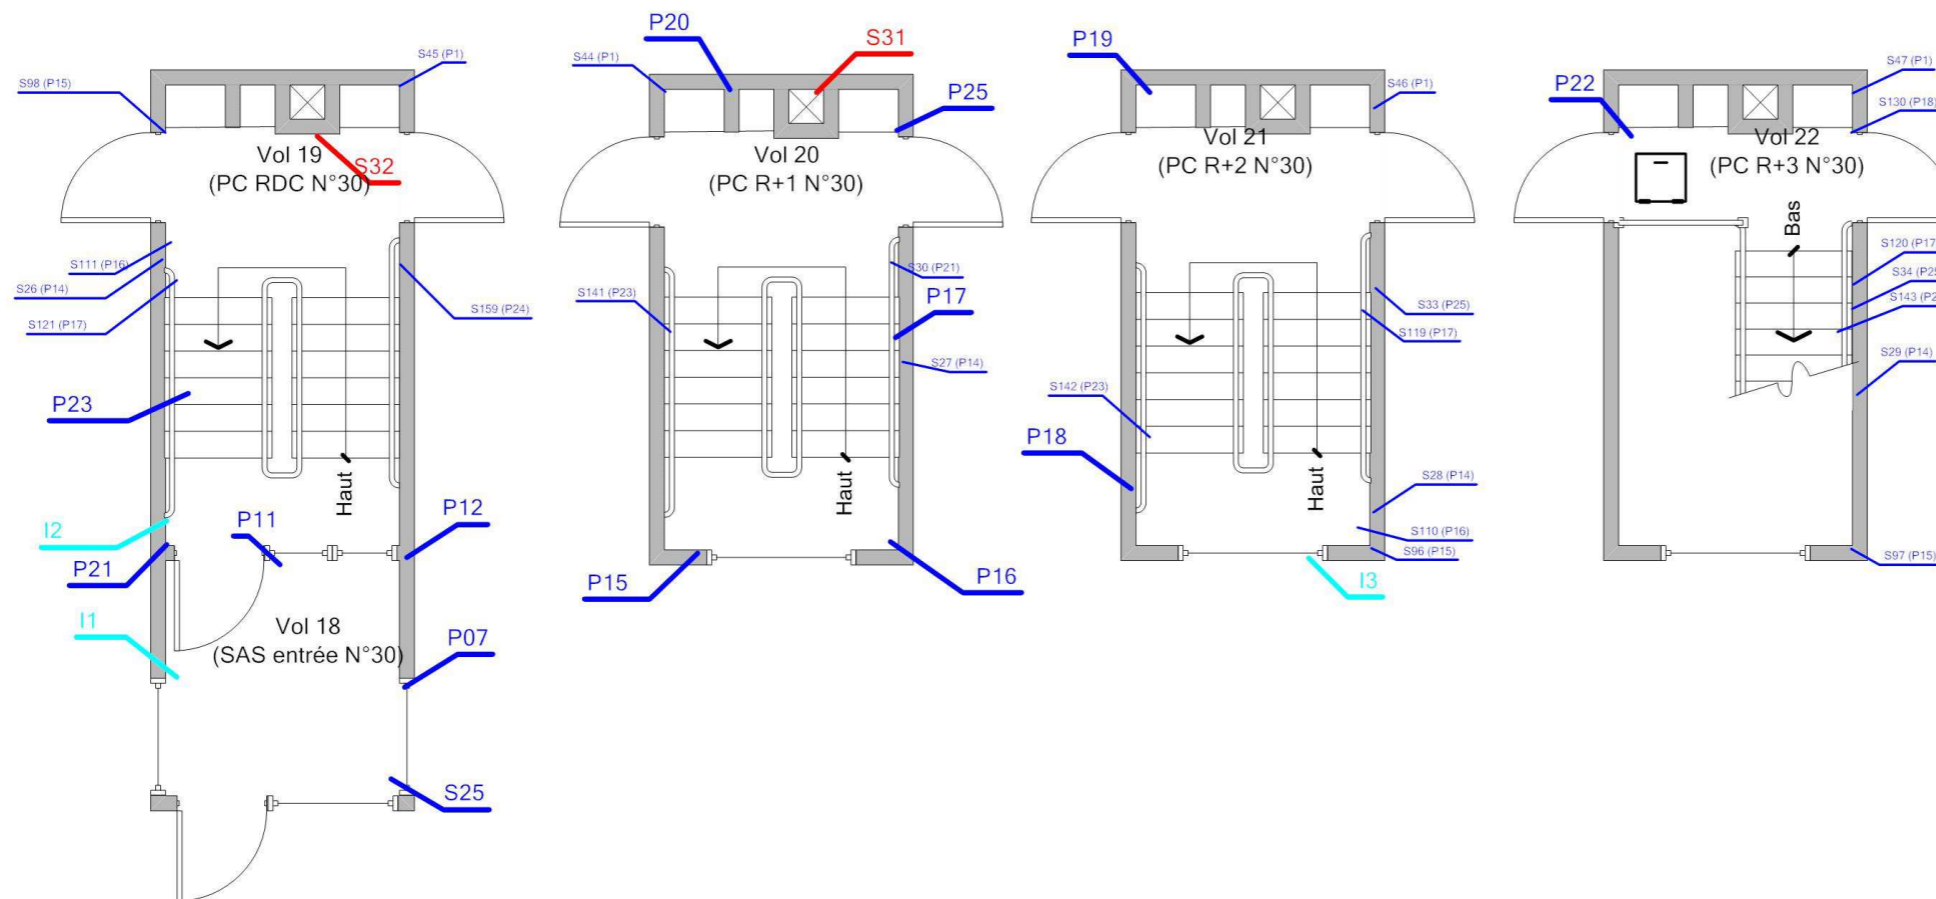 S98 (P15)
S45 (P1)
Vol 19
(PC RDC N°30)
S32
S111 (P16)
S26 (P14)
S121 (P17)
S159 (P24)
P23
Haut
I2
P11
P12
P21
I1
Vol 18
(SAS entrée N°30)
P07
S25
P20
S31
S44 (P1)
P25
Vol 20
(PC R+1 N°30)
S30 (P21)
S141 (P23)
P17
S27 (P14)
Haut
P15
P16
P19
S46 (P1)
Vol 21
(PC R+2 N°30)
S33 (P25)
S119 (P17)
S142 (P23)
P18
Haut
S28 (P14)
S110 (P16)
S96 (P15)
I3
P22
S47 (P1)
S130 (P18)
Vol 22
(PC R+3 N°30)
Bas
S120 (P17
S34 (P25
S143 (P2
S29 (P14)
S97 (P15)